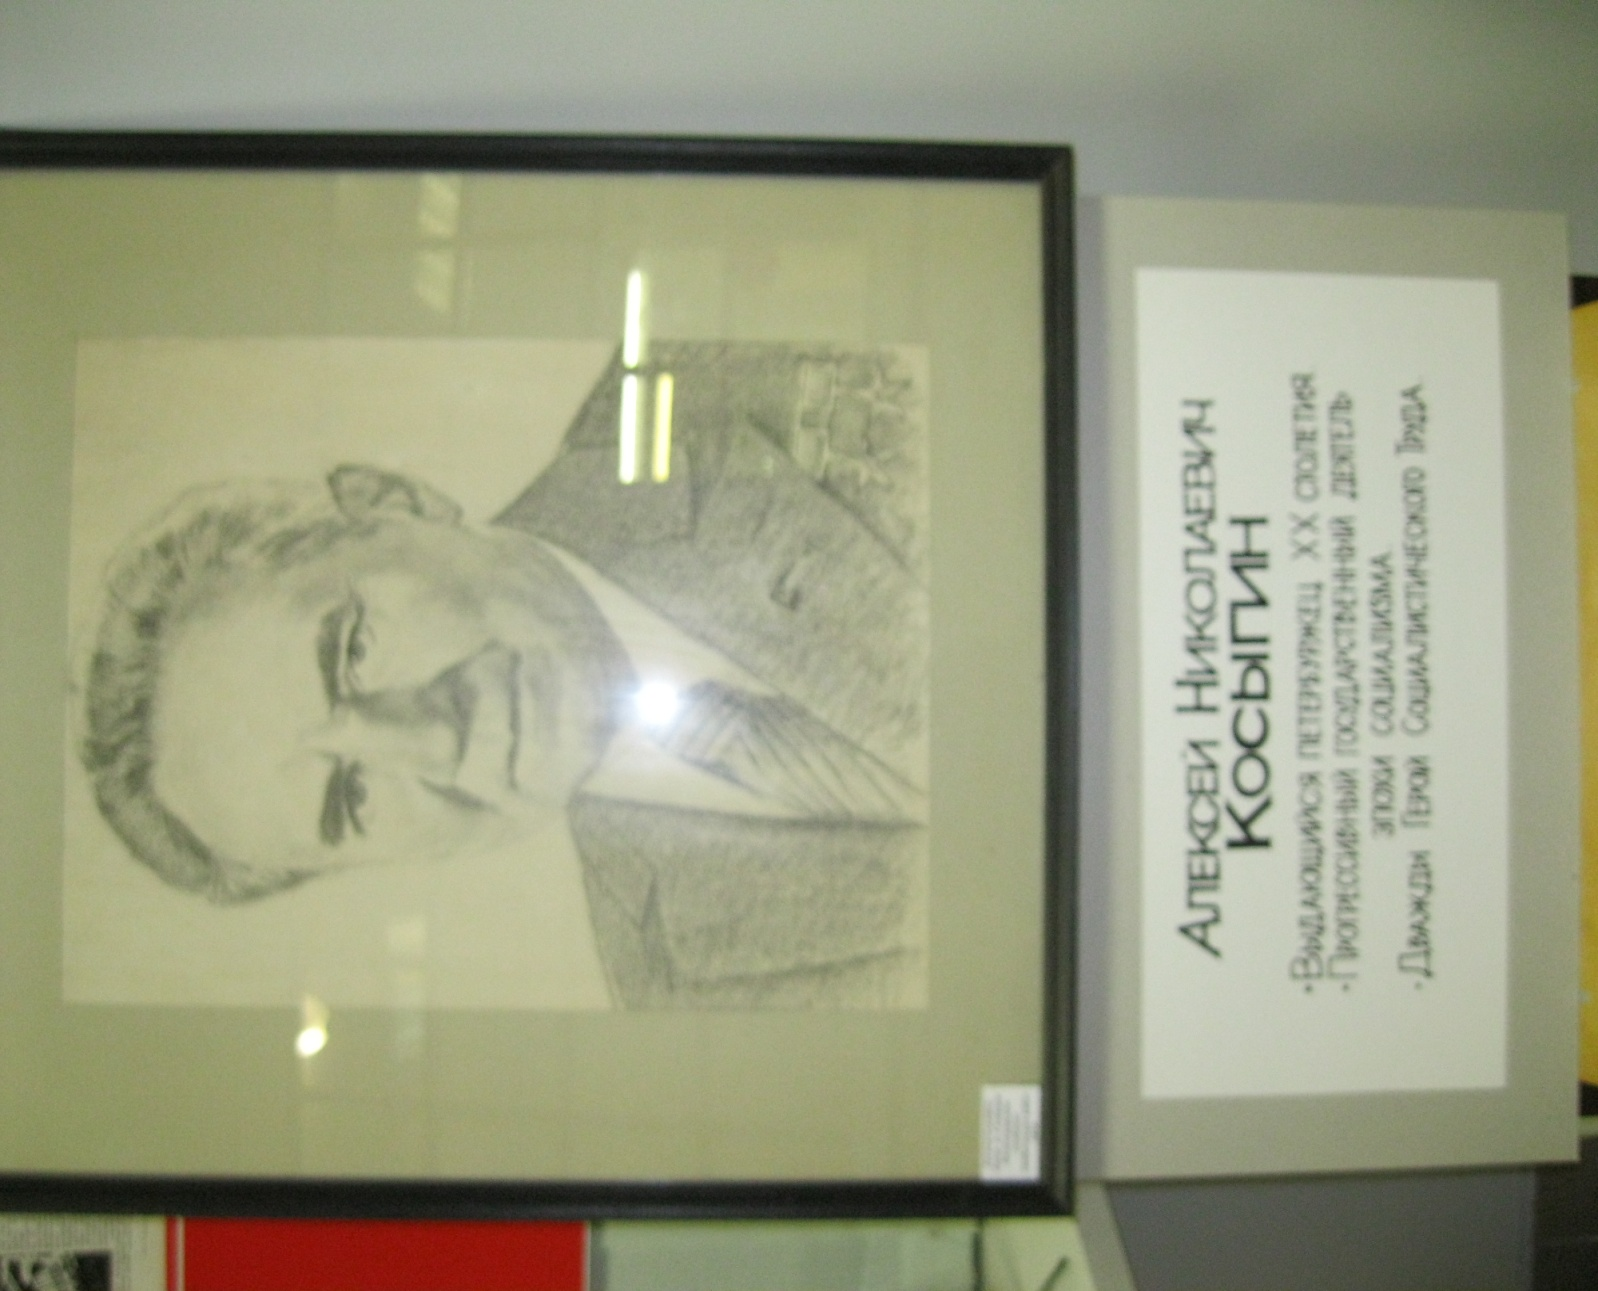 Алексей Николаевич
Косыгин
• Выдающийся петербуржец XX столетия
• Прогрессивный государственный деятель
эпохи социализма
• Дважды Герой Социалистического Труда